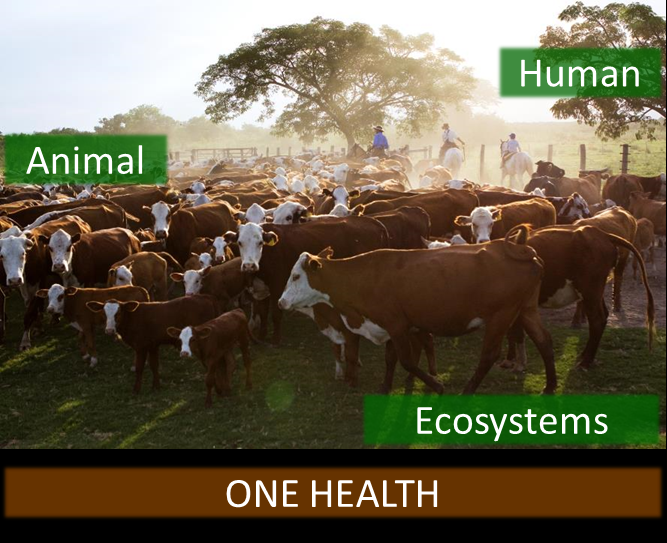 Human
Animal
Ecosystems
ONE HEALTH